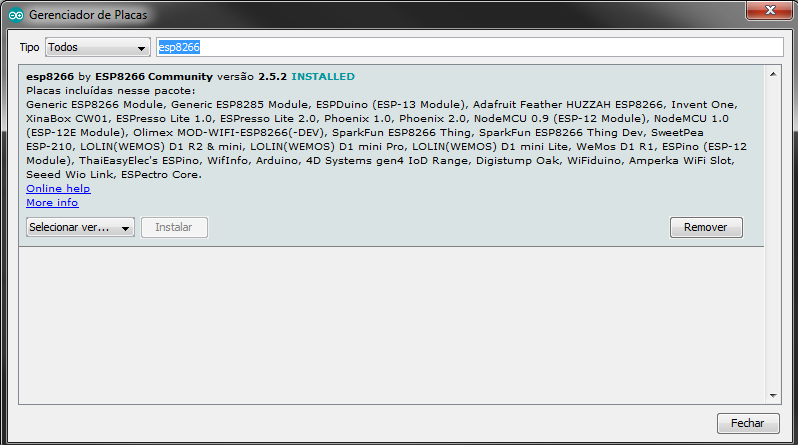 Gerenciador de Placas
Tipo Todos esp8266
esp8266 by ESP8266 Community versão 2.5.2 INSTALLED
Placas incluídas nesse pacote:
Generic ESP8266 Module, Generic ESP8285 Module, ESPDuino (ESP-13 Module), Adafruit Feather HUZZAH ESP8266, Invent One,
XinaBox CW01, ESPresso Lite 1.0, ESPresso Lite 2.0, Phoenix 1.0, Phoenix 2.0, NodeMCU 0.9 (ESP-12 Module), NodeMCU 1.0
(ESP-12E Module), Olimex MOD-WIFI-ESP8266(-DEV), SparkFun ESP8266 Thing, SparkFun ESP8266 Thing Dev, SweetPea
ESP-210, LOLIN(WEMOS) D1 R2 & mini, LOLIN(WEMOS) D1 mini Pro, LOLIN(WEMOS) D1 mini Lite, WeMos D1 R1, ESPino (ESP-12
Module), ThaiEasyElec's ESPino, WifInfo, Arduino, 4D Systems gen4 IoD Range, Digistump Oak, WiFiduino, Amperka WiFi Slot,
Seeed Wio Link, ESPectro Core.
Online help
More info
Selecionar ver... Instalar Remover
Fechar